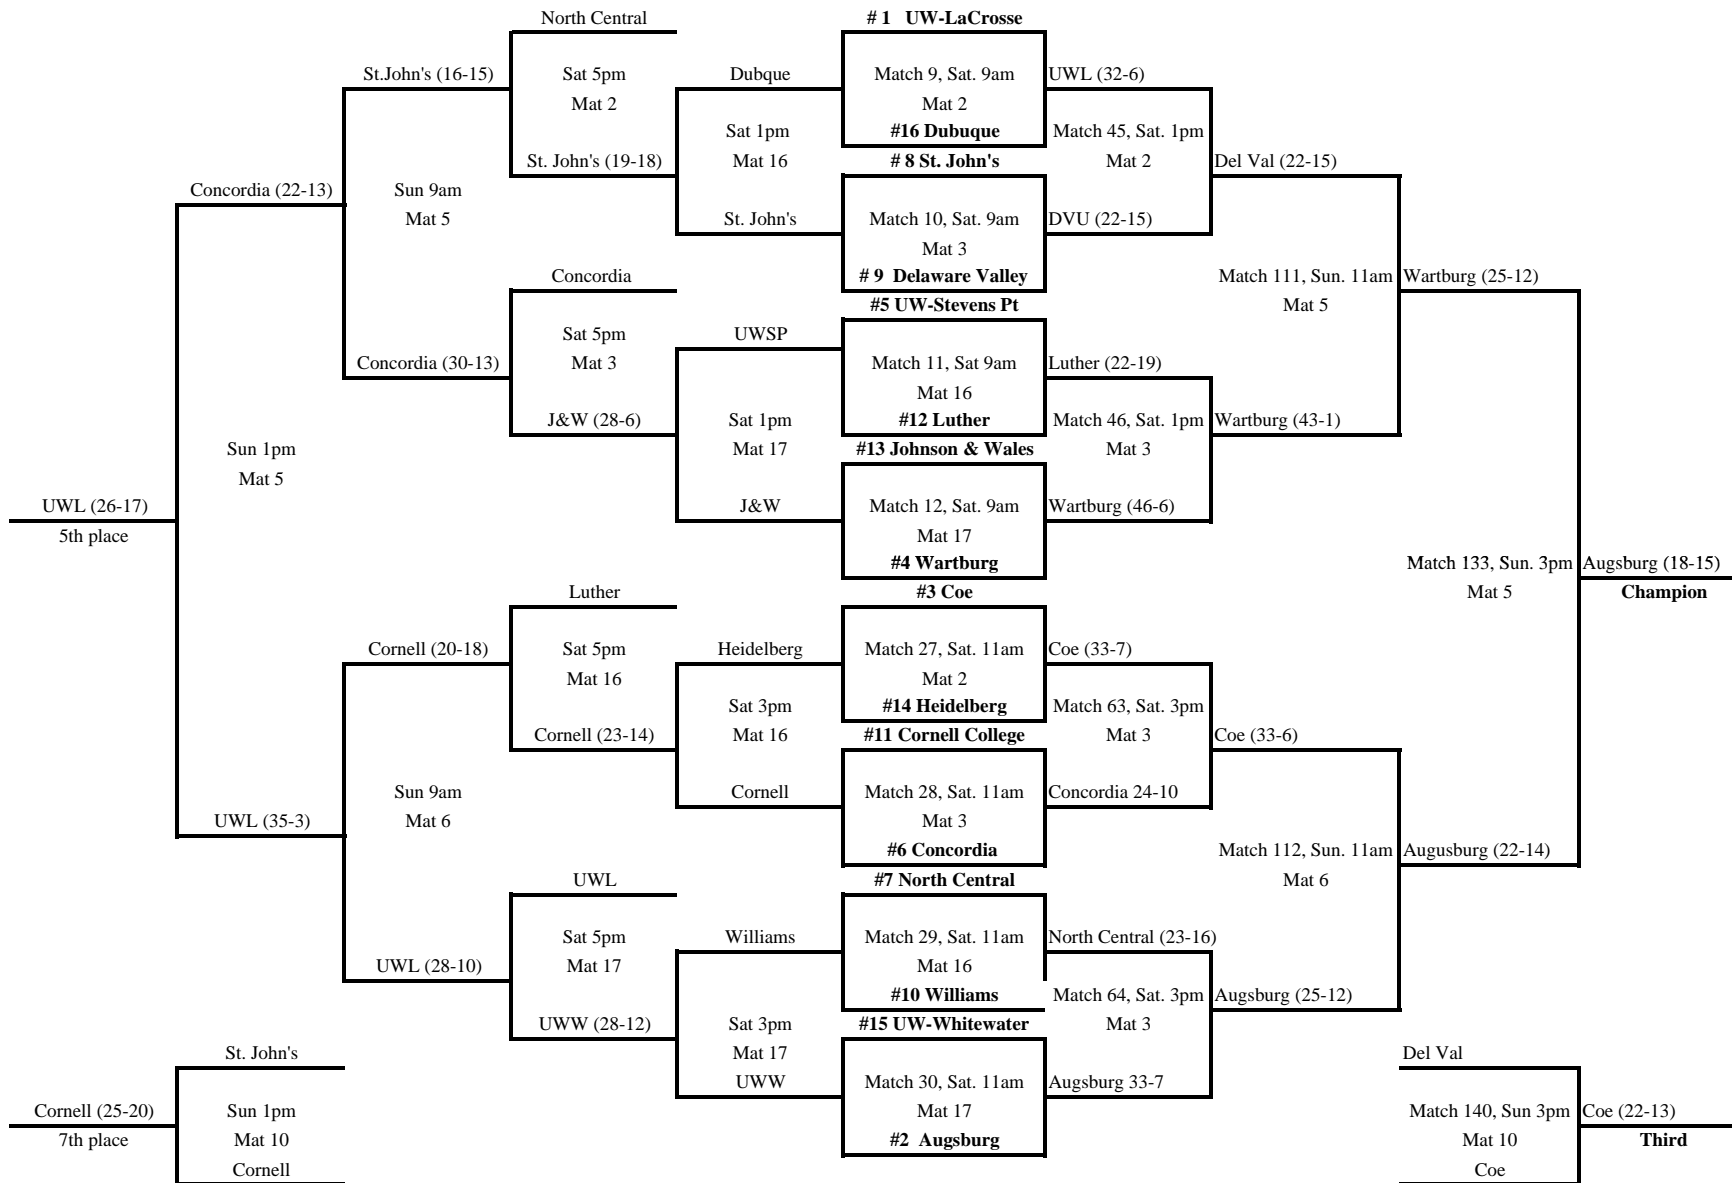 North Central
# 1 UW-LaCrosse
St.John's (16-15)
Sat 5pm
Dubque
Match 9, Sat. 9am
UWL (32-6)
Mat 2
Mat 2
Sat 1pm
#16 Dubuque
Match 45, Sat. 1pm
St. John's (19-18)
Mat 16
# 8 St. John's
Mat 2
Del Val (22-15)
Concordia (22-13)
Sun 9am
Mat 5
St. John's
Match 10, Sat. 9am
DVU (22-15)
Mat 3
Concordia
# 9 Delaware Valley
Match 111, Sun. 11am
Wartburg (25-12)
#5 UW-Stevens Pt
Mat 5
Sat 5pm
UWSP
Concordia (30-13)
Mat 3
Match 11, Sat 9am
Luther (22-19)
Mat 16
J&W (28-6)
Sat 1pm
#12 Luther
Match 46, Sat. 1pm
Wartburg (43-1)
Sun 1pm
Mat 17
#13 Johnson & Wales
Mat 3
Mat 5
UWL (26-17)
J&W
Match 12, Sat. 9am
Wartburg (46-6)
5th place
Mat 17
#4 Wartburg
Match 133, Sun. 3pm
Augsburg (18-15)
Luther
#3 Coe
Mat 5
Champion
Cornell (20-18)
Sat 5pm
Heidelberg
Match 27, Sat. 11am
Coe (33-7)
Mat 16
Mat 2
Sat 3pm
#14 Heidelberg
Match 63, Sat. 3pm
Cornell (23-14)
Mat 16
#11 Cornell College
Mat 3
Coe (33-6)
Sun 9am
Cornell
Match 28, Sat. 11am
Concordia 24-10
UWL (35-3)
Mat 6
Mat 3
#6 Concordia
Match 112, Sun. 11am
Augusburg (22-14)
UWL
#7 North Central
Mat 6
Sat 5pm
Williams
Match 29, Sat. 11am
North Central (23-16)
UWL (28-10)
Mat 17
Mat 16
#10 Williams
Match 64, Sat. 3pm
Augsburg (25-12)
UWW (28-12)
Sat 3pm
#15 UW-Whitewater
Mat 3
St. John's
Mat 17
Del Val
UWW
Match 30, Sat. 11am
Augsburg 33-7
Cornell (25-20)
Sun 1pm
Mat 17
Match 140, Sun 3pm
Coe (22-13)
7th place
Mat 10
#2 Augsburg
Mat 10
Third
Cornell
Coe